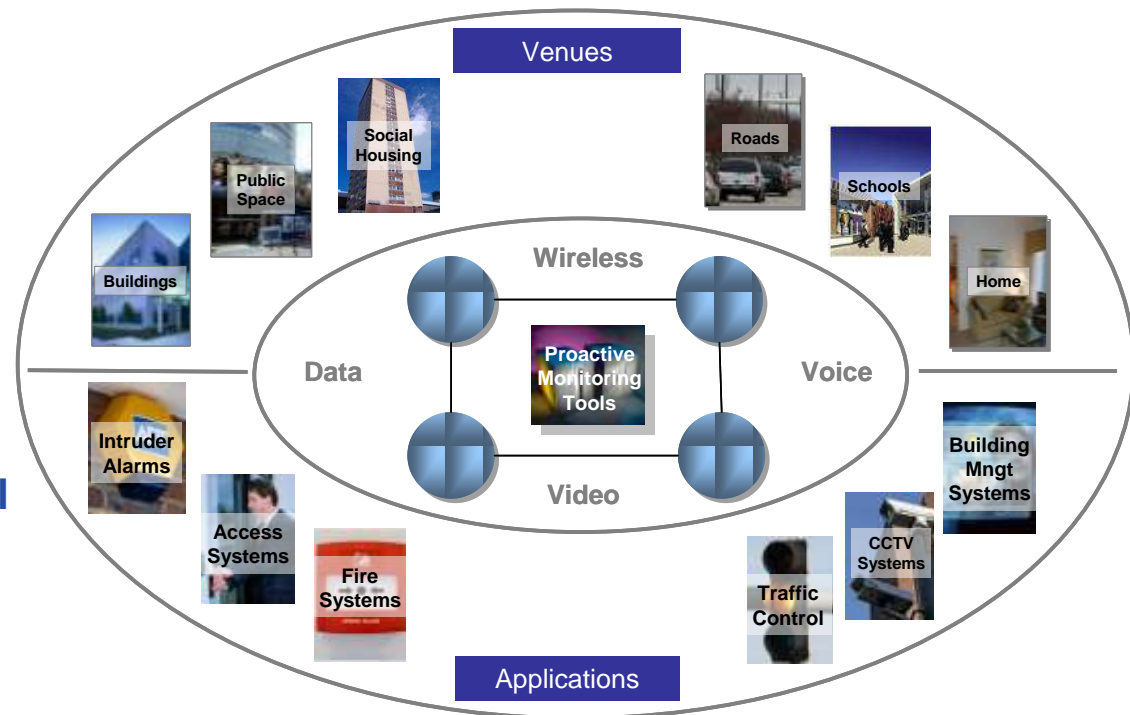 Venues
Social
Housing
Roads
Public
Space
Schools
Buildings
Home
Wireless
Data
Proactive
Monitoring
Tools
Voice
Video
Intruder
Alarms
Building
Mngt
Systems
Access
Systems
CCTV
Systems
Fire
Systems
Traffic
Control
Applications